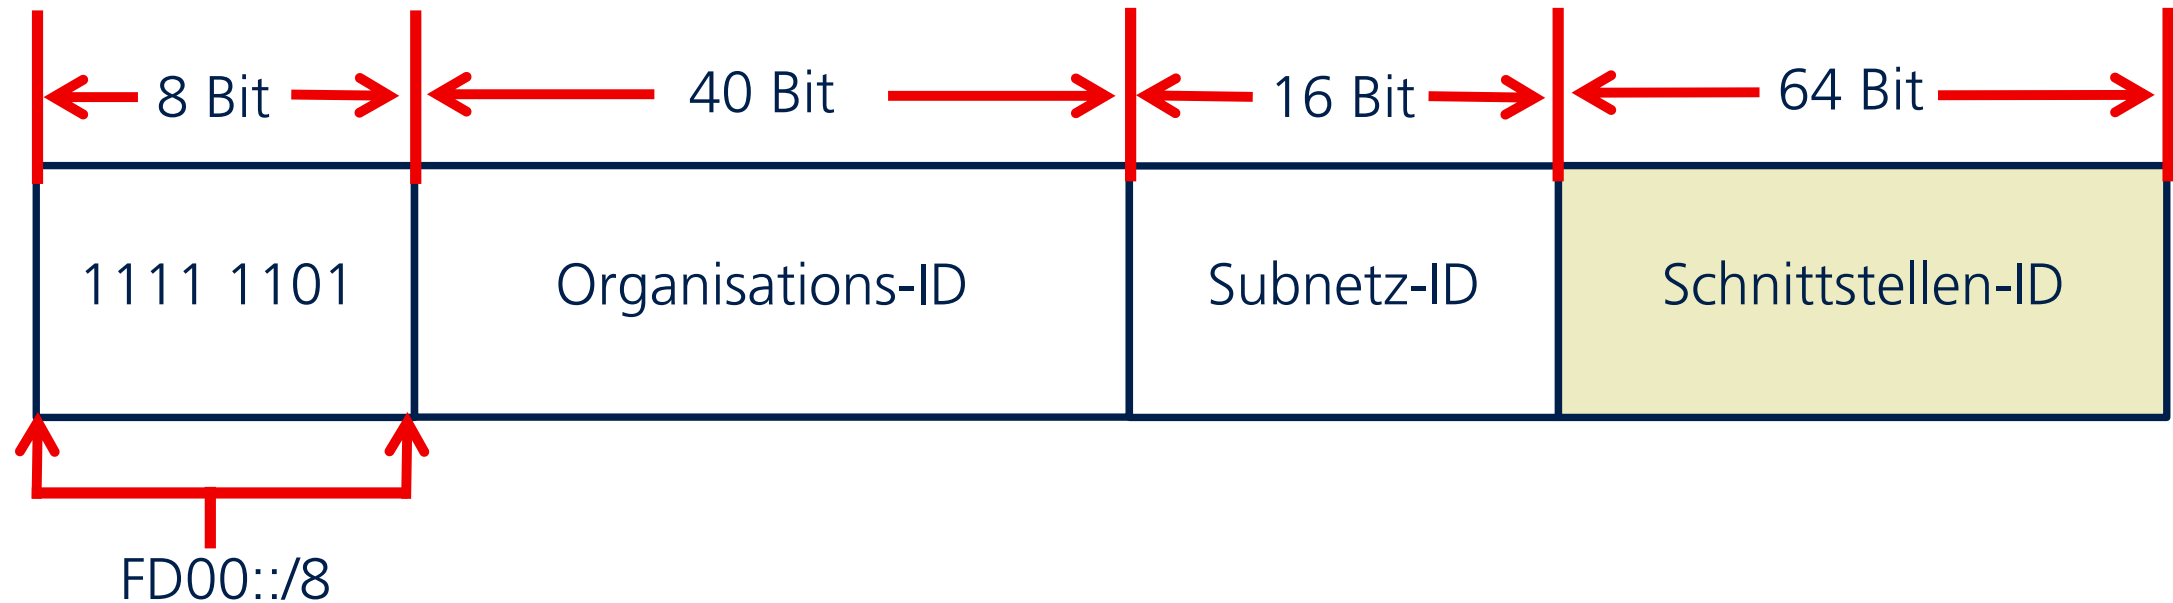 8 Bit
40 Bit
16 Bit
64 Bit
1111 1101
Organisations-ID
Subnetz-ID
Schnittstellen-ID
FD00::/8